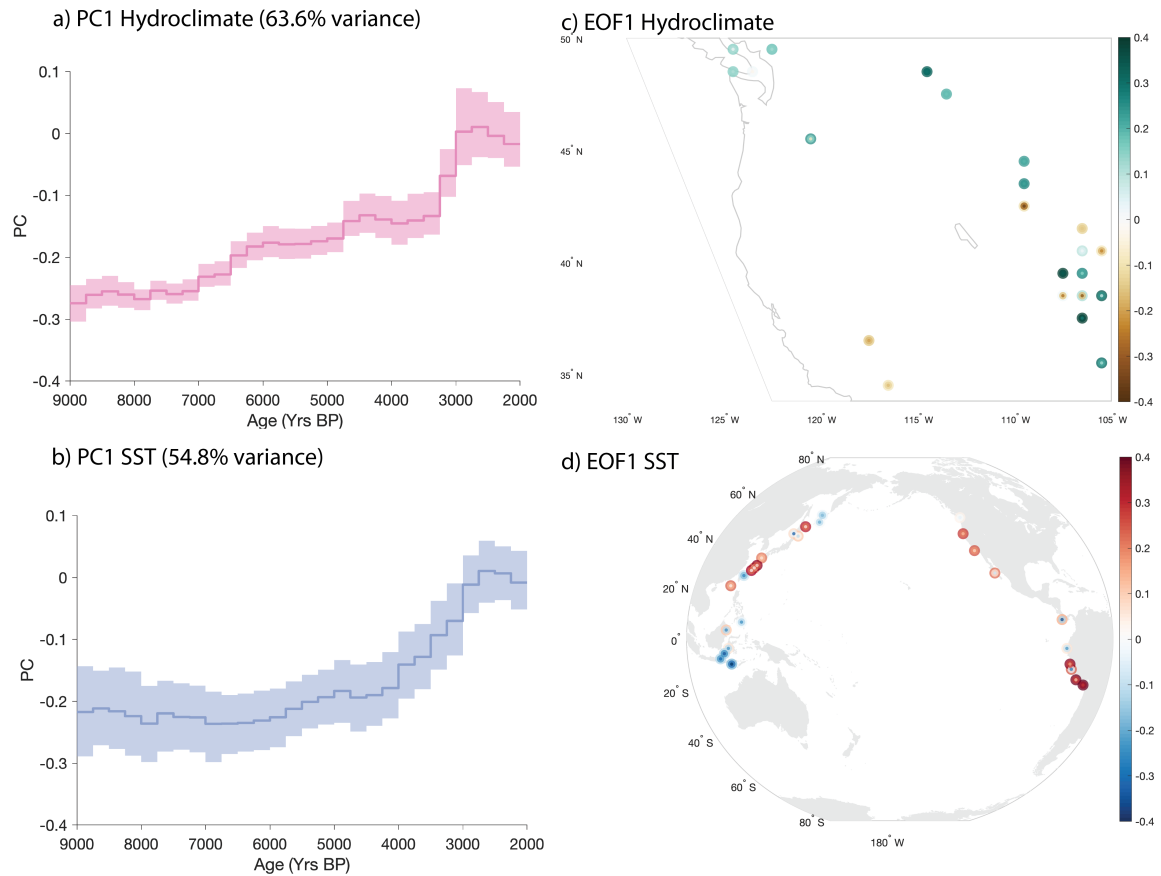 a) PC1 Hydroclimate (63.6% variance)
0.1
0
-0.1
-0.2
-0.3
-0.4
PC
9000 8000 7000 6000 5000 4000 3000 2000
Age (Yrs BP)
c) EOF1 Hydroclimate
50° N
45° N
40° N
35° N
130° W 125° W 120° W 115° W 110° W 105° W
0.4
0.3
0.2
0.1
0
-0.1
-0.2
-0.3
-0.4
b) PC1 SST (54.8% variance)
0.1
0
-0.1
-0.2
-0.3
-0.4
PC
9000 8000 7000 6000 5000 4000 3000 2000
Age (Yrs BP)
d) EOF1 SST
80° N
60° N
40° N
20° N
0°
20° S
40° S
60° S
80° S
180° W
0.4
0.3
0.2
0.1
0
-0.1
-0.2
-0.3
-0.4